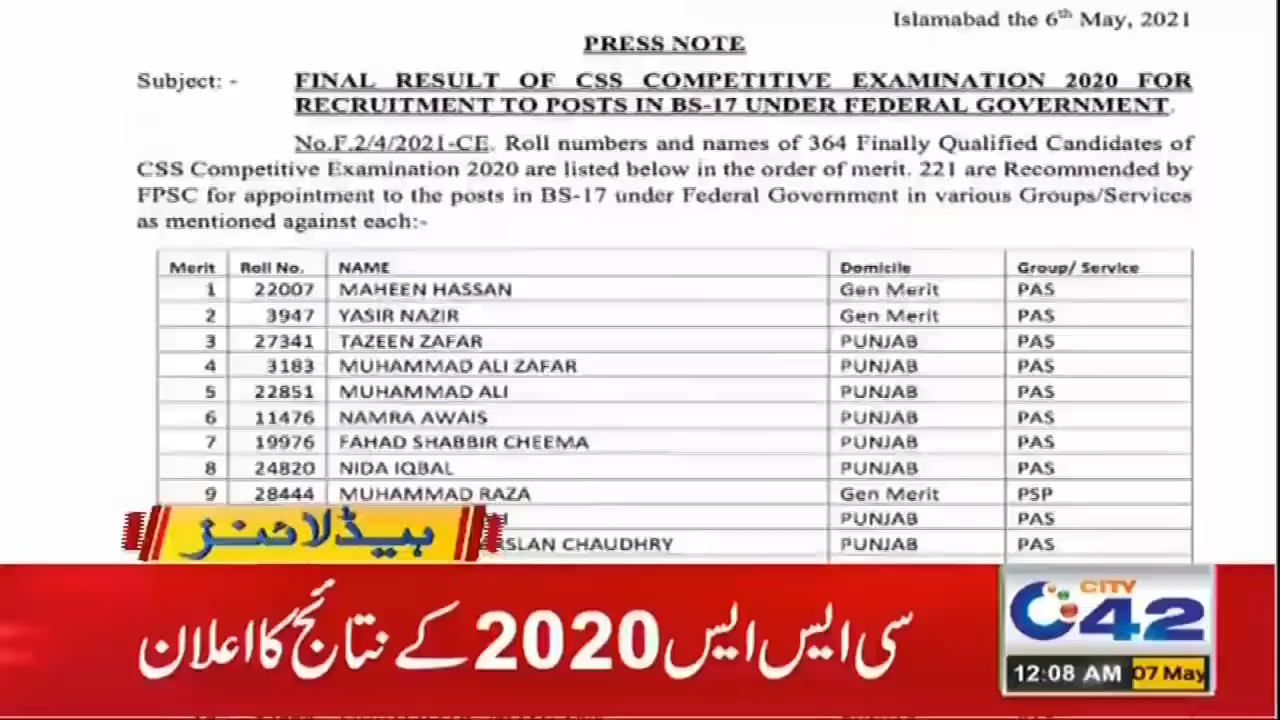 Islamabad the 6th May, 2021
PRESS NOTE
Subject: - FINAL RESULT OF CSS COMPETITIVE EXAMINATION 2020 FOR
RECRUITMENT TO POSTS IN BS-17 UNDER FEDERAL GOVERNMENT.
No.F.2/4/2021-CE. Roll numbers and names of 364 Finally Qualified Candidates of
CSS Competitive Examination 2020 are listed below in the order of merit. 221 are Recommended by
FPSC for appointment to the posts in BS-17 under Federal Government in various Groups/Services
as mentioned against each:-
Merit Roll No. NAME Domicile Group/ Service
1 22007 MAHEEN HASSAN Gen Merit PAS
2 3947 YASIR NAZIR Gen Merit PAS
3 27341 TAZEEN ZAFAR PUNJAB PAS
4 3183 MUHAMMAD ALI ZAFAR PUNJAB PAS
5 22851 MUHAMMAD ALI PUNJAB PAS
6 11476 NAMRA AWAIS PUNJAB PAS
7 19976 FAHAD SHABBIR CHEEMA PUNJAB PAS
8 24820 NIDA IQBAL PUNJAB PAS
9 28444 MUHAMMAD RAZA Gen Merit PSP
PUNJAB PAS
CHAUDHRY PUNJAB PAS
ہیڈلائنز
سی ایس ایس 2020 کے نتائج کا اعلان
CITY
42
12:08 AM 07 May